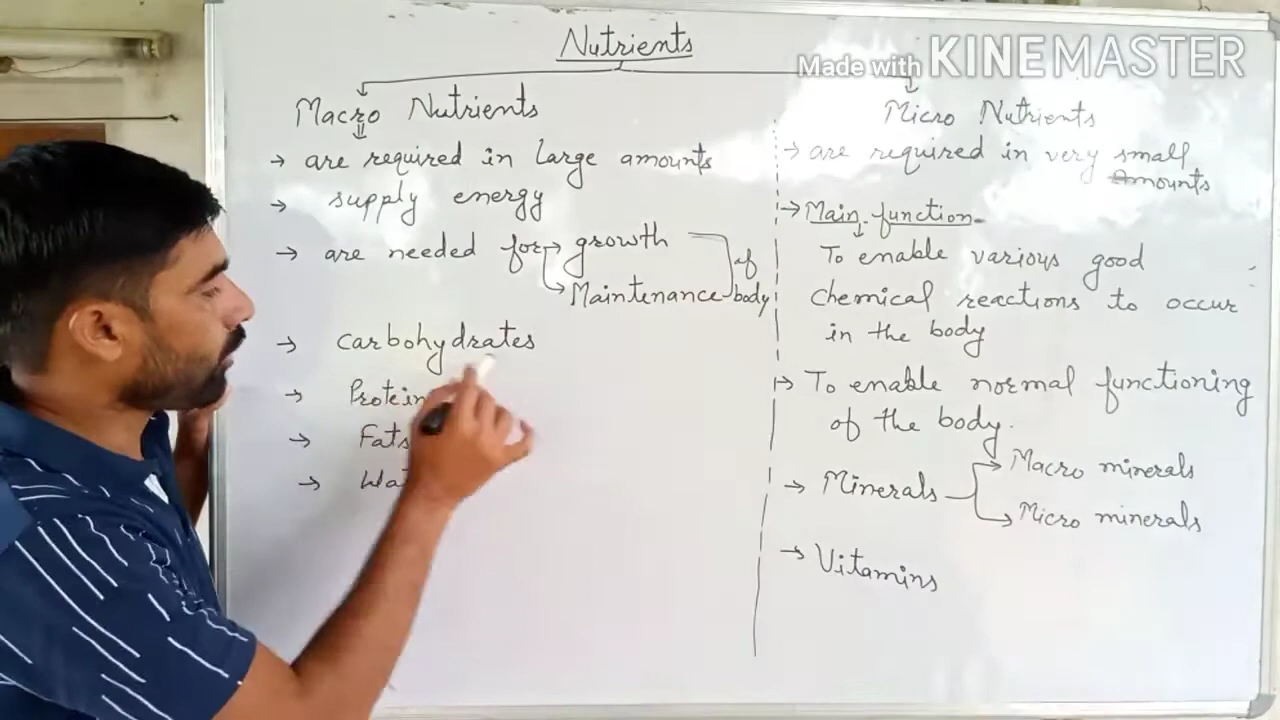 Nutrients
Made with KINEMASTER
Macro Nutrients
→ are required in large amounts
→ supply energy
→ are needed for → growth
→ Maintenance
of body
→ carbohydrates
→ Protein
→ Fats
→
Micro Nutrients
→ are required in very small
Amounts
→ Main function-
To enable various good
chemical reactions to occur
in the body
→ To enable normal functioning
of the body.
→ Minerals → Macro minerals
→ Micro minerals
→ Vitamins